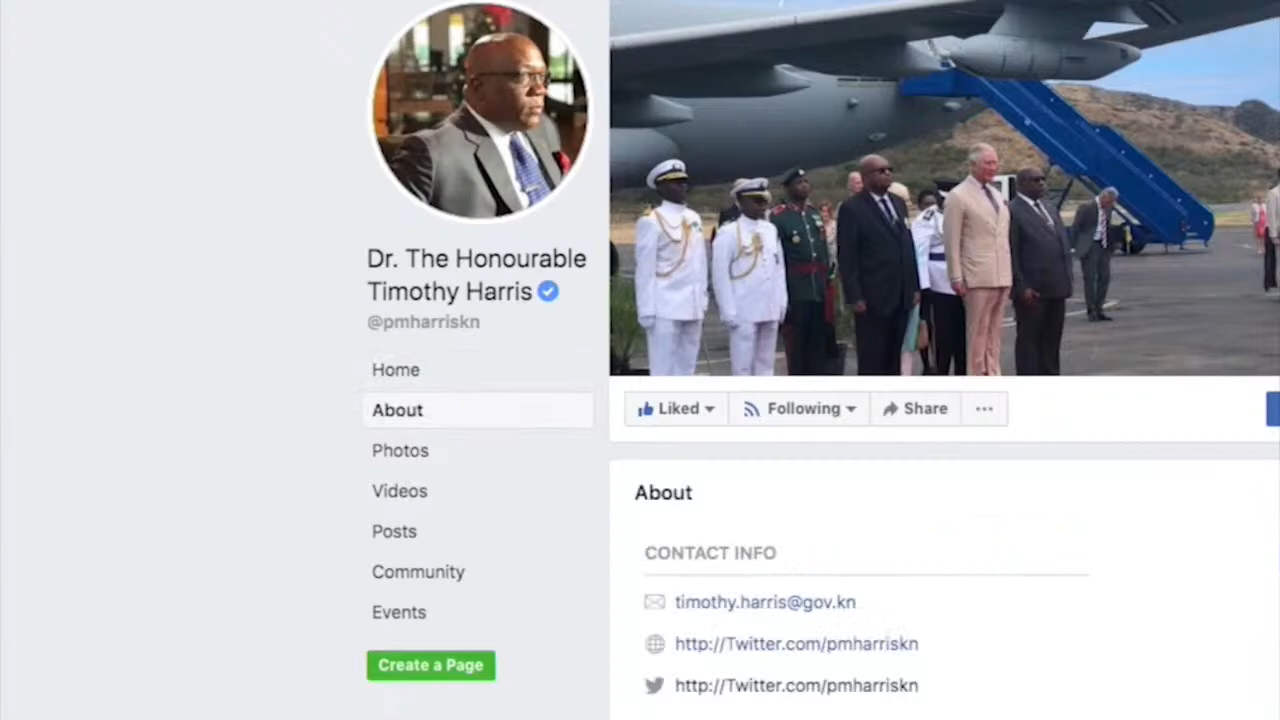 Dr. The Honourable
Timothy Harris
@pmharriskn
Home
About
Photos
Videos
Posts
Community
Events
Create a Page
Liked
Following
Share
About
CONTACT INFO
timothy.harris@gov.kn
http://Twitter.com/pmharriskn
http://Twitter.com/pmharriskn